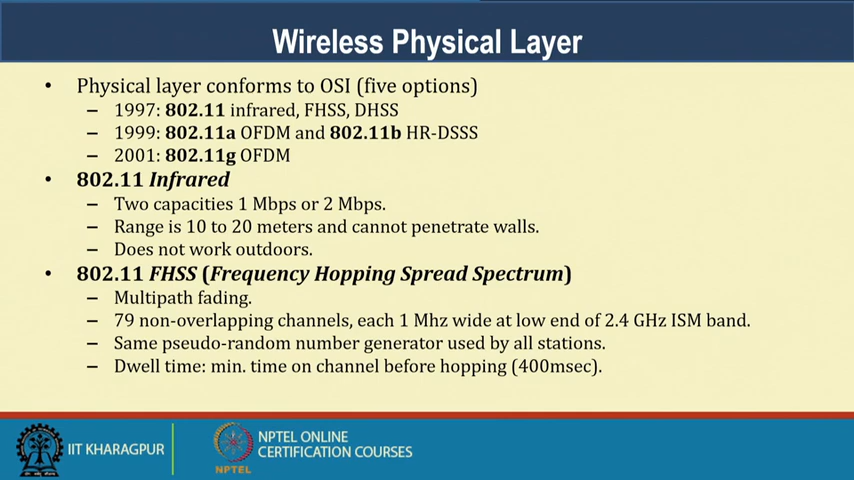 Wireless Physical Layer
• Physical layer conforms to OSI (five options)
– 1997: 802.11 infrared, FHSS, DHSS
– 1999: 802.11a OFDM and 802.11b HR-DSSS
– 2001: 802.11g OFDM
• 802.11 Infrared
– Two capacities 1 Mbps or 2 Mbps.
– Range is 10 to 20 meters and cannot penetrate walls.
– Does not work outdoors.
• 802.11 FHSS (Frequency Hopping Spread Spectrum)
– Multipath fading.
– 79 non-overlapping channels, each 1 Mhz wide at low end of 2.4 GHz ISM band.
– Same pseudo-random number generator used by all stations.
– Dwell time: min. time on channel before hopping (400msec).
IIT KHARAGPUR
NPTEL
NPTEL ONLINE
CERTIFICATION COURSES